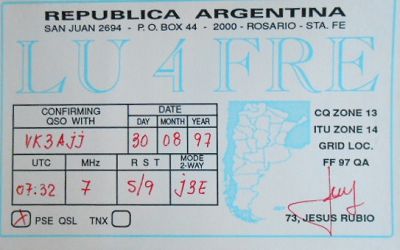 REPUBLICA ARGENTINA
SAN JUAN 2694 - P. O. BOX 44 - 2000 - ROSARIO - STA. FE
LU 4 FRE
CONFIRMING QSO WITH
DATE
DAY MONTH YEAR
VK3Ajj 30 08 97
UTC MHz R S T MODE 2-WAY
07:32 7 5/9 j3E
X PSE QSL TNX
CQ ZONE 13
ITU ZONE 14
GRID LOC.
FF 97 QA
73, JESUS RUBIO